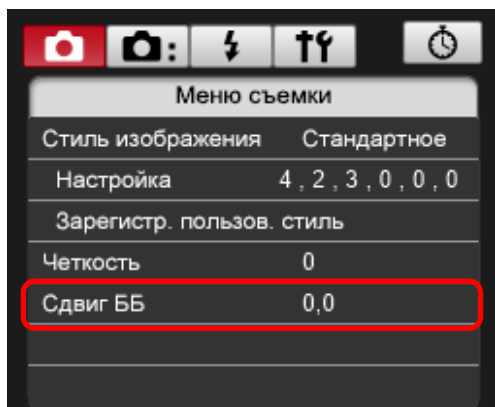 Меню съемки
Стиль изображения Стандартное
Настройка 4 , 2 , 3 , 0 , 0 , 0
Зарегистр. пользов. стиль
Четкость 0
Сдвиг ББ 0,0